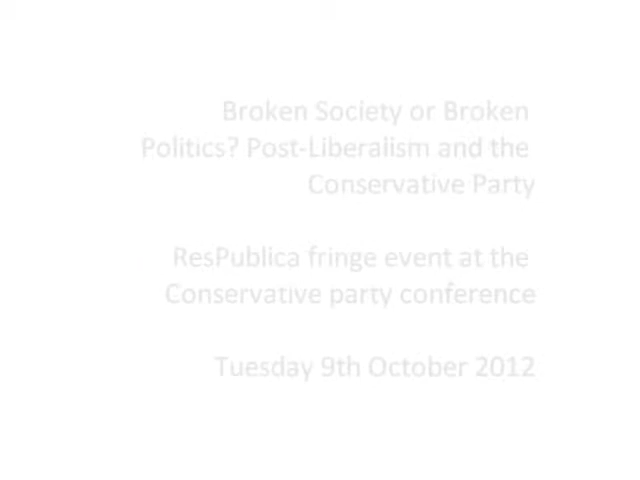 Broken Society or Broken
Politics? Post-Liberalism and the
Conservative Party
ResPublica fringe event at the
Conservative party conference
Tuesday 9th October 2012